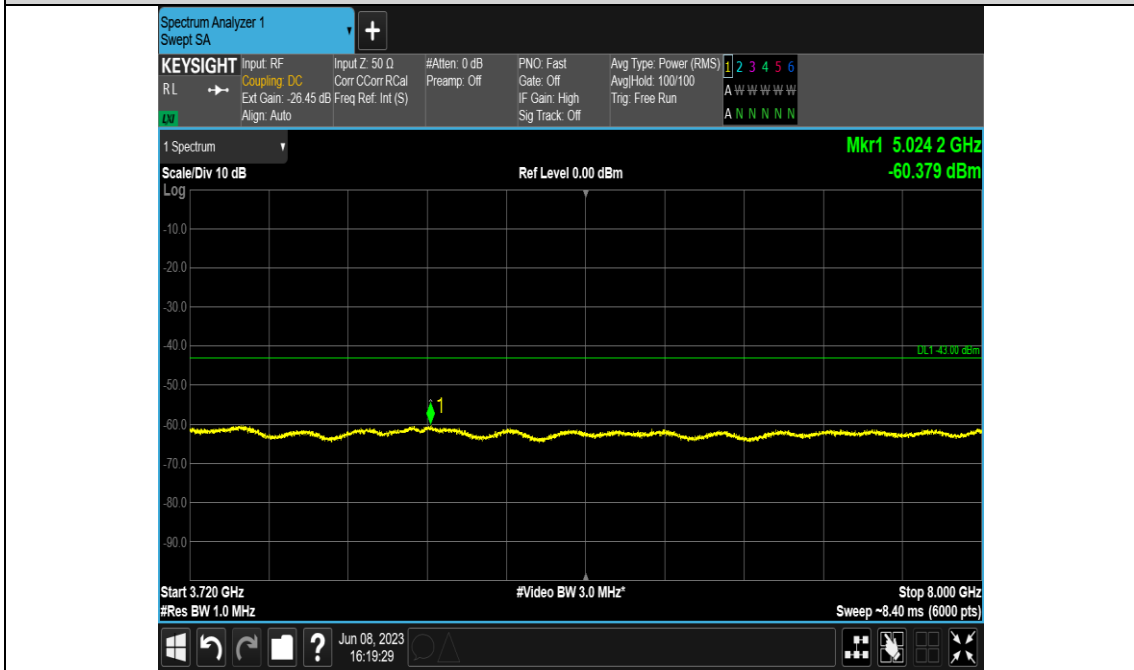 Spectrum Analyzer 1
Swept SA
+
KEYSIGHT Input: RF Input Z: 50 Ω #Atten: 0 dB PNO: Fast Avg Type: Power (RMS) 1 2 3 4 5 6
RL Coupling: DC Corr CCorr RCal Preamp: Off Gate: Off Avg|Hold: 100/100 A W W W W W
Ext Gain: -26.45 dB Freq Ref: Int (S) IF Gain: High Trig: Free Run
LXI Align: Auto Sig Track: Off A N N N N N
1 Spectrum Mkr1 5.024 2 GHz
Scale/Div 10 dB Ref Level 0.00 dBm -60.379 dBm
Log
-10.0
-20.0
-30.0
-40.0
DL1 -43.00 dBm
-50.0
1
-60.0
-70.0
-80.0
-90.0
Start 3.720 GHz #Video BW 3.0 MHz* Stop 8.000 GHz
#Res BW 1.0 MHz Sweep ~8.40 ms (6000 pts)
? Jun 08, 2023
16:19:29